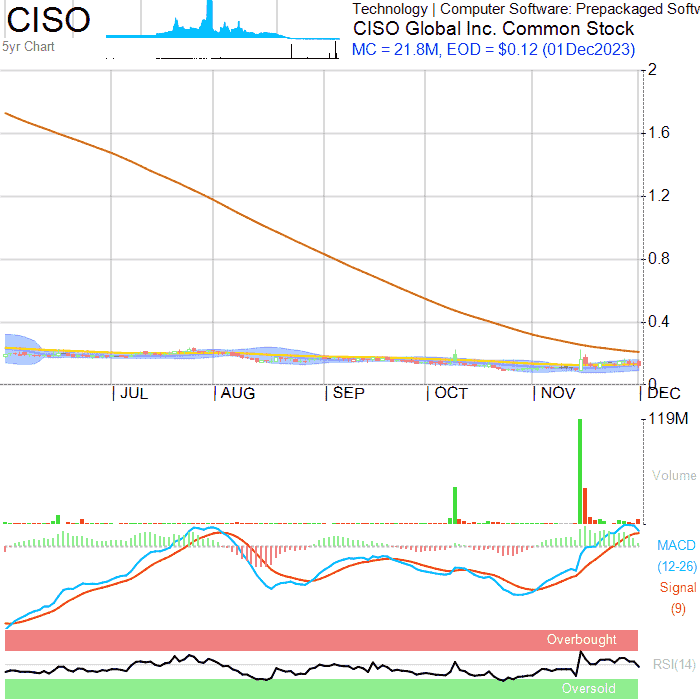 CISO
5yr Chart
Technology | Computer Software: Prepackaged Softw
CISO Global Inc. Common Stock
MC = 21.8M, EOD = $0.12 (01Dec2023)
2
1.6
1.2
0.8
0.4
0
JUL AUG SEP OCT NOV DEC
119M
Volume
MACD
(12-26)
Signal
(9)
Overbought
RSI(14)
Oversold